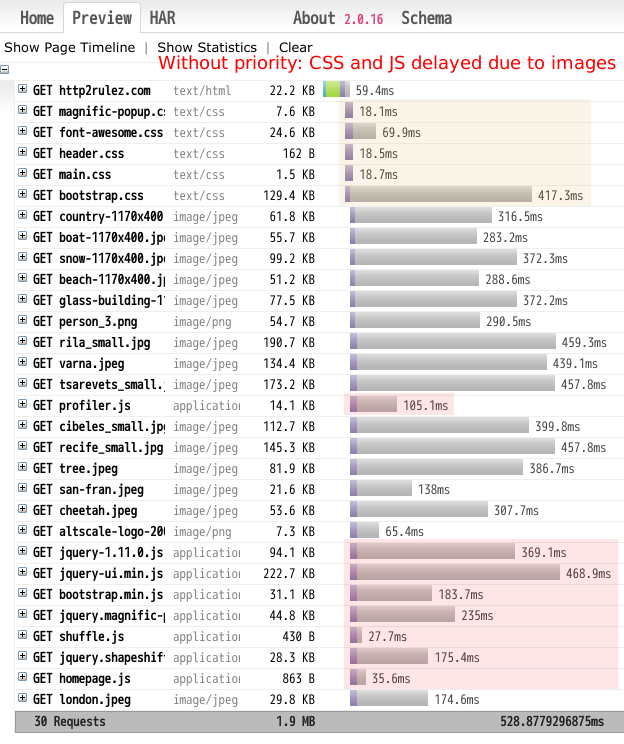 Home Preview HAR About 2.0.16 Schema
Show Page Timeline | Show Statistics | Clear
Without priority: CSS and JS delayed due to images
GET http2rulez.com text/html 22.2 KB 59.4ms
GET magnific-popup.c text/css 7.6 KB 18.1ms
GET font-awesome.css text/css 24.6 KB 69.9ms
GET header.css text/css 162 B 18.5ms
GET main.css text/css 1.5 KB 18.7ms
GET bootstrap.css text/css 129.4 KB 417.3ms
GET country-1170x400 image/jpeg 61.8 KB 316.5ms
GET boat-1170x400.jp image/jpeg 55.7 KB 283.2ms
GET snow-1170x400.jp image/jpeg 99.2 KB 372.3ms
GET beach-1170x400.j image/jpeg 51.2 KB 288.6ms
GET glass-building-1 image/jpeg 77.5 KB 372.2ms
GET person_3.png image/png 54.7 KB 290.5ms
GET rila_small.jpg image/jpeg 190.7 KB 459.3ms
GET varna.jpeg image/jpeg 134.4 KB 439.1ms
GET tsarevets_small. image/jpeg 173.2 KB 457.8ms
GET profiler.js application 14.1 KB 105.1ms
GET cibeles_small.jp image/jpeg 112.7 KB 399.8ms
GET recife_small.jpg image/jpeg 145.3 KB 457.8ms
GET tree.jpeg image/jpeg 81.9 KB 386.7ms
GET san-fran.jpeg image/jpeg 21.6 KB 138ms
GET cheetah.jpeg image/jpeg 53.6 KB 307.7ms
GET altscale-logo-20 image/png 7.3 KB 65.4ms
GET jquery-1.11.0.js application 94.1 KB 369.1ms
GET jquery-ui.min.js application 222.7 KB 468.9ms
GET bootstrap.min.js application 31.1 KB 183.7ms
GET jquery.magnific- application 44.8 KB 235ms
GET shuffle.js application 430 B 27.7ms
GET jquery.shapeshif application 28.3 KB 175.4ms
GET homepage.js application 863 B 35.6ms
GET london.jpeg image/jpeg 29.8 KB 174.6ms
30 Requests 1.9 MB 528.8779296875ms